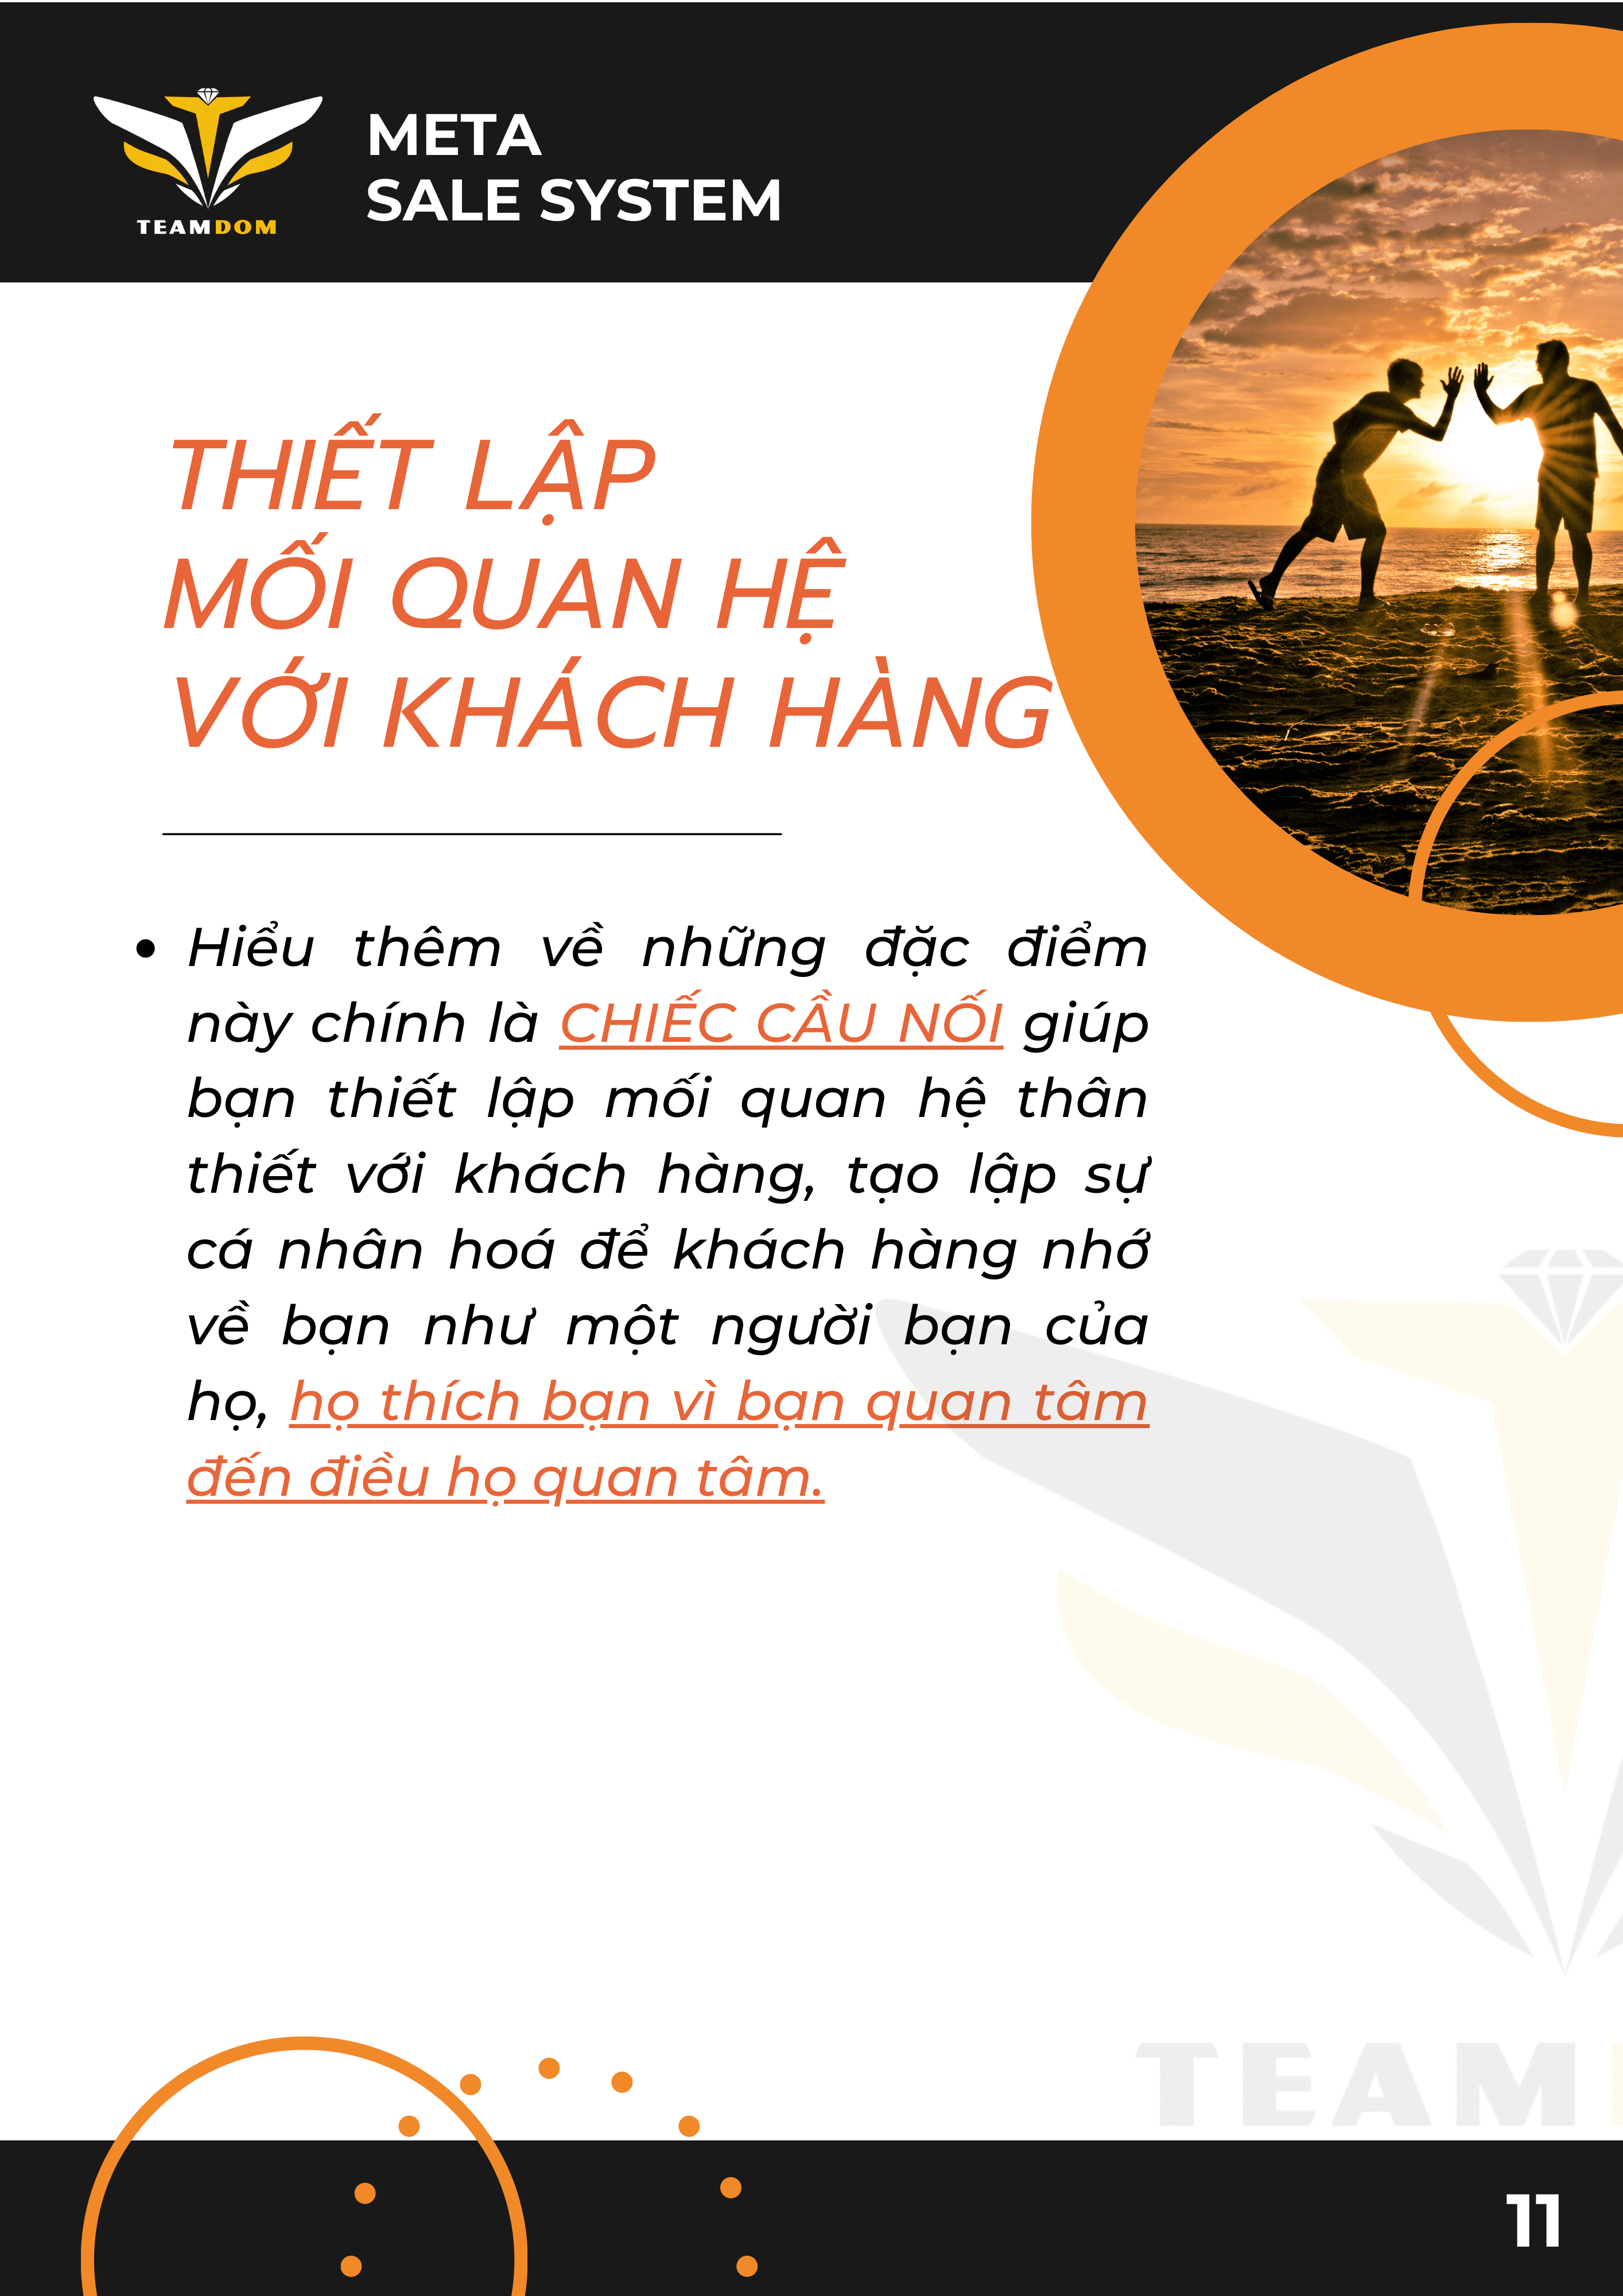 TEAMDOM
META
SALE SYSTEM
THIẾT LẬP
MỐI QUAN HỆ
VỚI KHÁCH HÀNG
• Hiểu thêm về những đặc điểm
này chính là CHIẾC CẦU NỐI giúp
bạn thiết lập mối quan hệ thân
thiết với khách hàng, tạo lập sự
cá nhân hoá để khách hàng nhớ
về bạn như một người bạn của
họ, họ thích bạn vì bạn quan tâm
đến điều họ quan tâm.
TEAM
11